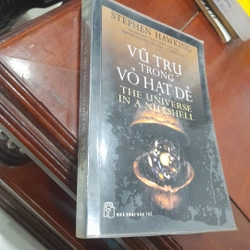 STEPHEN HAWKING
VŨ TRỤ
TRONG
VỎ HẠT DẺ
THE UNIVERSE
IN A NUTSHELL
NHÀ XUẤT BẢN TRẺ